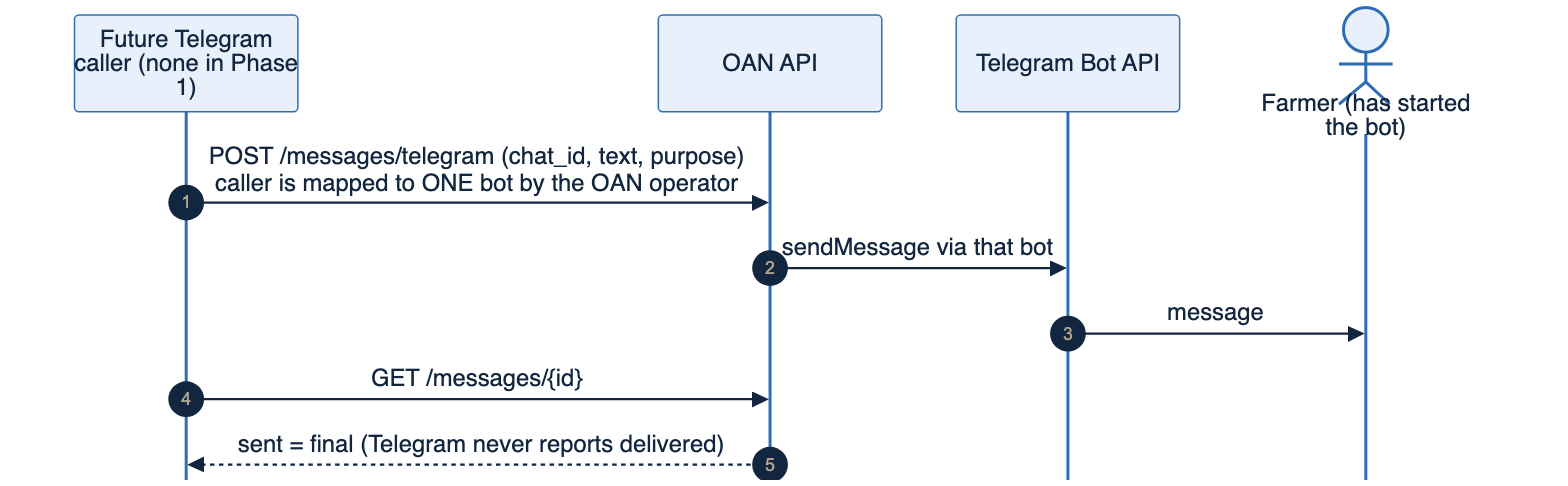 Future Telegram
caller (none in Phase
1)
OAN API
Telegram Bot API
Farmer (has started
the bot)
POST /messages/telegram (chat_id, text, purpose)
caller is mapped to ONE bot by the OAN operator
1
sendMessage via that bot
2
message
3
GET /messages/{id}
4
sent = final (Telegram never reports delivered)
5